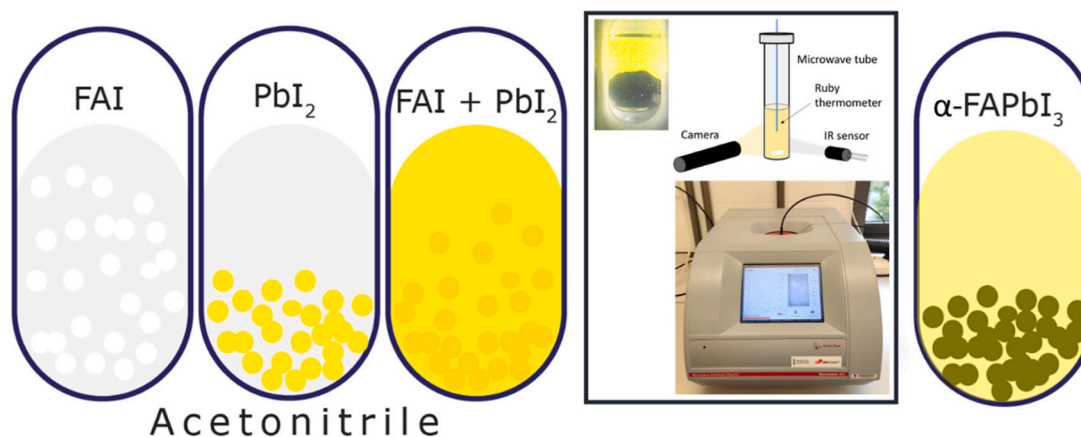 FAI
PbI₂
FAI + PbI₂
Acetonitrile
Microwave tube
Ruby
thermometer
Camera
IR sensor
α-FAPbI₃